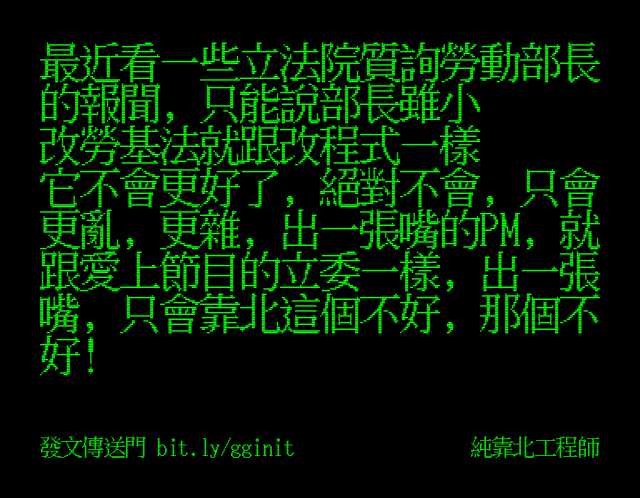 最近看一些立法院質詢勞動部長
的報聞, 只能說部長雖小
改勞基法就跟改程式一樣
它不會更好了, 絕對不會, 只會
更亂, 更雜, 出一張嘴的PM, 就
跟愛上節目的立委一樣, 出一張
嘴, 只會靠北這個不好, 那個不
好!
發文傳送門 bit.ly/gginit
純靠北工程師